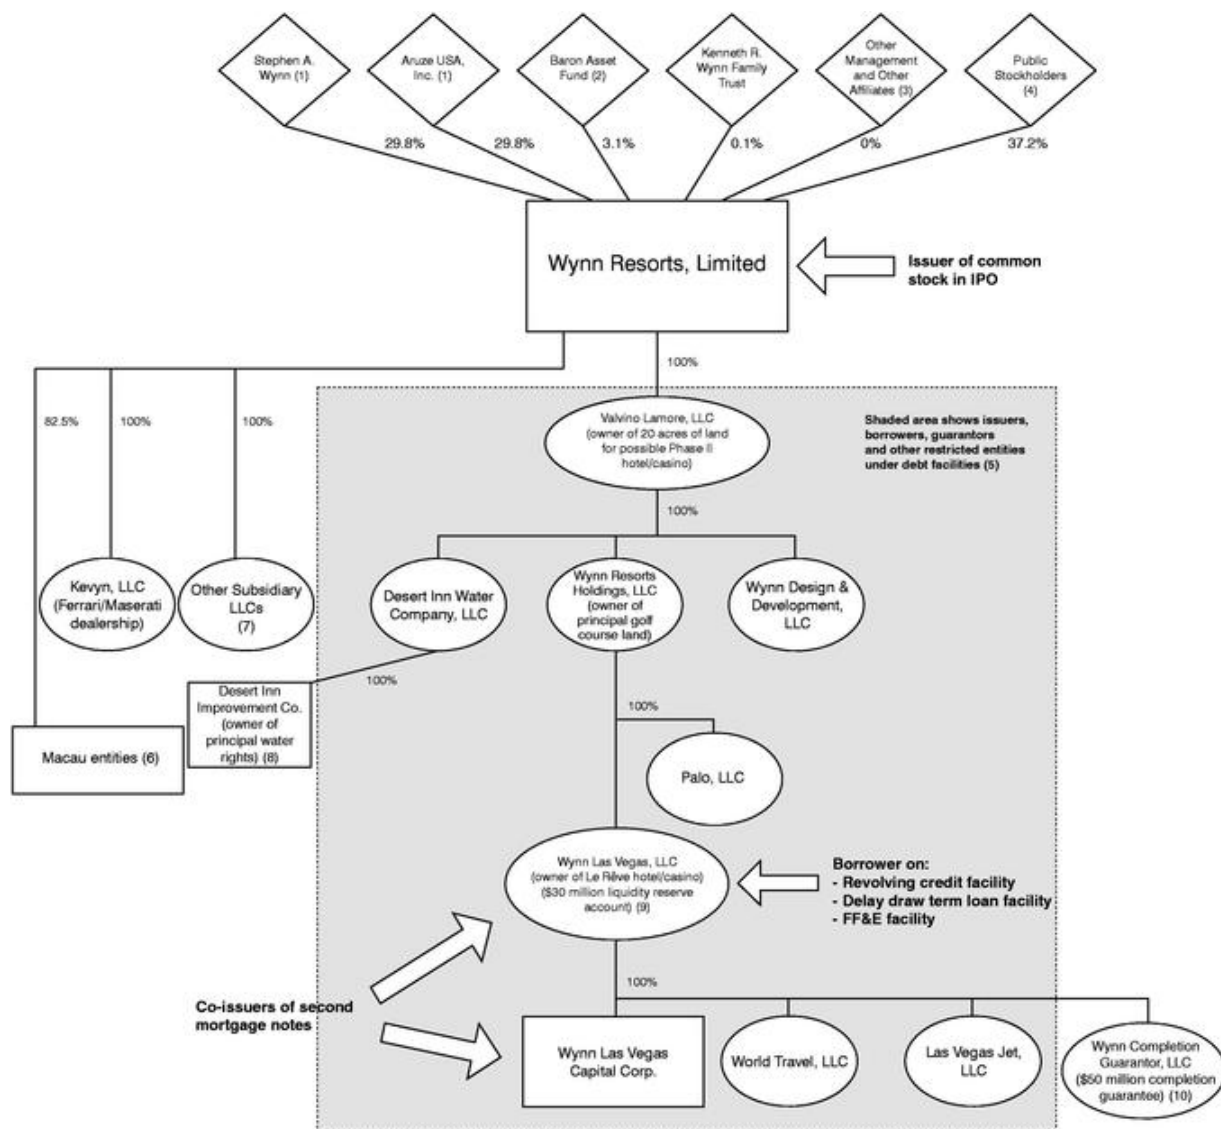 Stephen A.
Wynn (1)
Aruze USA,
Inc. (1)
Baron Asset
Fund (2)
Kenneth R.
Wynn Family
Trust
Other
Management
and Other
Affiliates (3)
Public
Stockholders
(4)
29.8%
29.8%
3.1%
0.1%
0%
37.2%
Wynn Resorts, Limited
Issuer of common
stock in IPO
100%
82.5%
100%
100%
Valvino Lamore, LLC
(owner of 20 acres of land
for possible Phase II
hotel/casino)
Shaded area shows issuers,
borrowers, guarantors
and other restricted entities
under debt facilities (5)
100%
Kevyn, LLC
(Ferrari/Maserati
dealership)
Other Subsidiary
LLCs
(7)
Desert Inn Water
Company, LLC
Wynn Resorts
Holdings, LLC
(owner of
principal golf
course land)
Wynn Design &
Development,
LLC
100%
Desert Inn
Improvement Co.
(owner of
principal water
rights) (8)
Macau entities (6)
100%
Palo, LLC
Wynn Las Vegas, LLC
(owner of Le Rêve hotel/casino)
($30 million liquidity reserve
account) (9)
Borrower on:
- Revolving credit facility
- Delay draw term loan facility
- FF&E facility
100%
Co-issuers of second
mortgage notes
Wynn Las Vegas
Capital Corp.
World Travel, LLC
Las Vegas Jet,
LLC
Wynn Completion
Guarantor, LLC
($50 million completion
guarantee) (10)